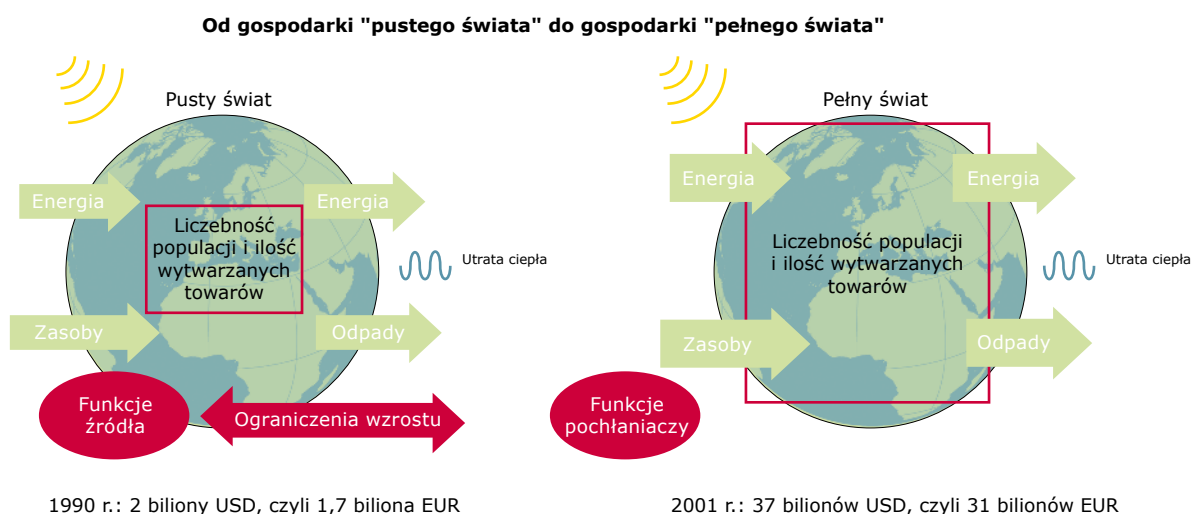 Od gospodarki "pustego świata" do gospodarki "pełnego świata"
Pusty świat
Energia
Energia
Liczebność
populacji i ilość
wytwarzanych
towarów
Utrata ciepła
Zasoby
Odpady
Funkcje
źródła
Ograniczenia wzrostu
1990 r.: 2 biliony USD, czyli 1,7 biliona EUR
Pełny świat
Energia
Energia
Liczebność populacji
i ilość wytwarzanych
towarów
Utrata ciepła
Zasoby
Odpady
Funkcje
pochłaniaczy
2001 r.: 37 bilionów USD, czyli 31 bilionów EUR